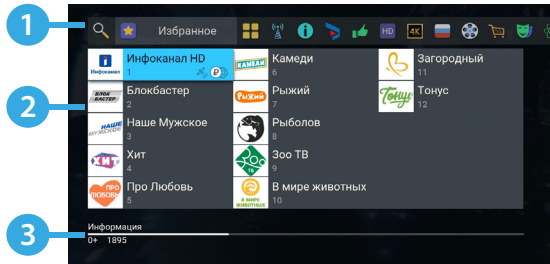 1
Избранное
HD
4K
2
Инфоканал
Инфоканал HD
1
КАМЕДИ
Камеди
6
Загородный
11
БЛОК
БАСТЕР
Блокбастер
2
Рыжий
Рыжий
7
Тонус
Тонус
12
НАШЕ
МУЖСКОЕ
Наше Мужское
3
Рыболов
8
ХИТ
Хит
4
Зоо
ТВ
Зоо ТВ
9
ПРО
ЛЮБОВЬ
Про Любовь
5
В МИРЕ
ЖИВОТНЫХ
В мире животных
10
3
Информация
0+ 1895